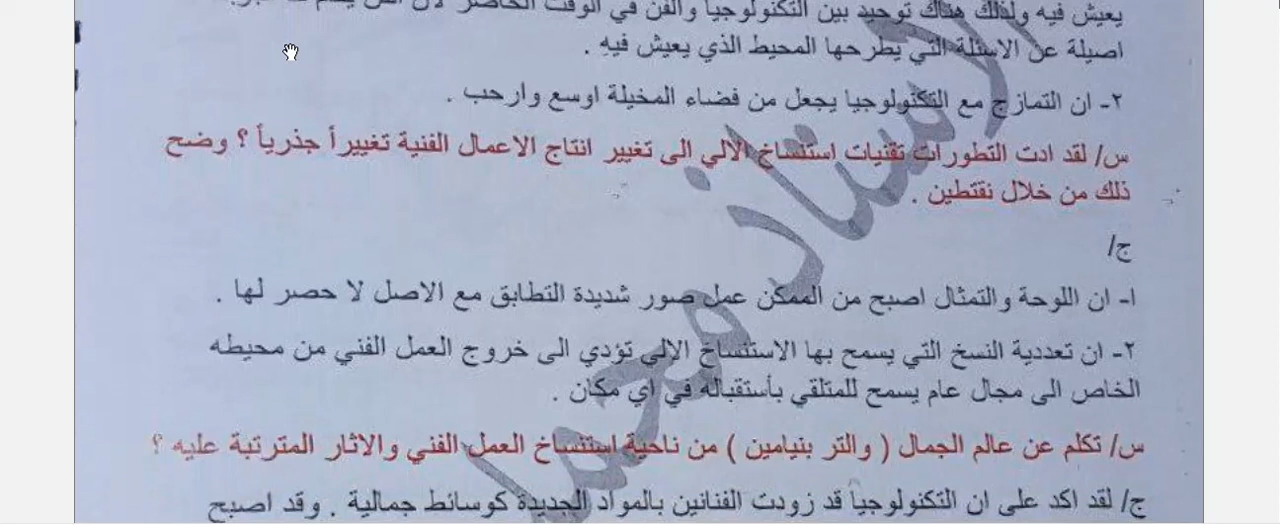 يعيش فيه ولذلك هناك توحيد بين التكنولوجيا والفن في الوقت الحاضر لان
اصيلة عن الاسئلة التي يطرحها المحيط الذي يعيش فيه .
٢- ان التمازج مع التكنولوجيا يجعل من فضاء المخيلة اوسع وارحب .
س/ لقد ادت التطورات تقنيات استنساخ الالي الى تغيير انتاج الاعمال الفنية تغييرأ جذرياً ؟ وضح
ذلك من خلال نقتطين .
ج/
١- ان اللوحة والتمثال اصبح من الممكن عمل صور شديدة التطابق مع الاصل لا حصر لها .
٢- ان تعددية النسخ التي يسمح بها الاستنساخ الالي تؤدي الى خروج العمل الفني من محيطه
الخاص الى مجال عام يسمح للمتلقي بأستقباله في اي مكان .
س/ تكلم عن عالم الجمال ( والتر بنيامين ) من ناحية استنساخ العمل الفني والاثار المترتبة عليه ؟
ج/ لقد اكد على ان التكنولوجيا قد زودت الفنانين بالمواد الجديدة كوسائط جمالية . وقد اصبح
الاستاذ محمد